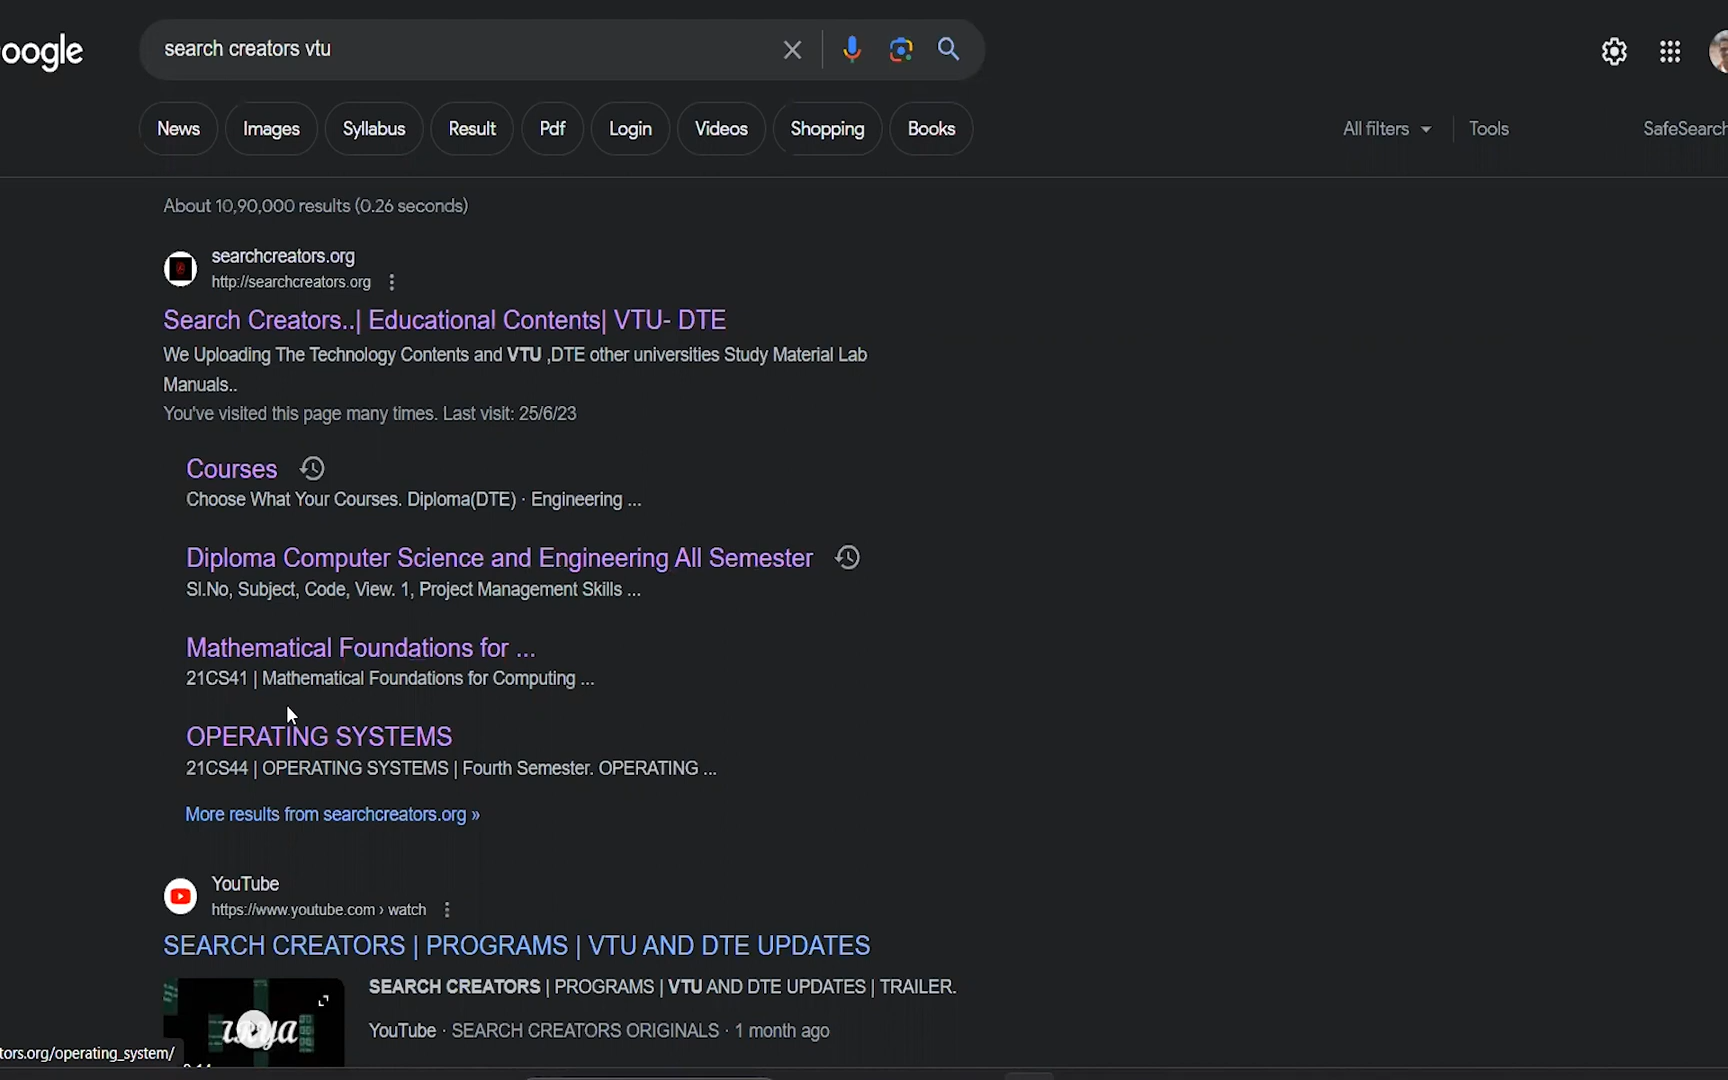 oogle
search creators vtu
News Images Syllabus Result Pdf Login Videos Shopping Books All filters Tools SafeSearch
About 10,90,000 results (0.26 seconds)
searchcreators.org
http://searchcreators.org
Search Creators..| Educational Contents| VTU- DTE
We Uploading The Technology Contents and VTU ,DTE other universities Study Material Lab
Manuals..
You've visited this page many times. Last visit: 25/6/23
Courses
Choose What Your Courses. Diploma(DTE) · Engineering ...
Diploma Computer Science and Engineering All Semester
Sl.No, Subject, Code, View. 1, Project Management Skills ...
Mathematical Foundations for ...
21CS41 | Mathematical Foundations for Computing ...
OPERATING SYSTEMS
21CS44 | OPERATING SYSTEMS | Fourth Semester. OPERATING ...
More results from searchcreators.org »
YouTube
https://www.youtube.com › watch
SEARCH CREATORS | PROGRAMS | VTU AND DTE UPDATES
SEARCH CREATORS | PROGRAMS | VTU AND DTE UPDATES | TRAILER.
YouTube · SEARCH CREATORS ORIGINALS · 1 month ago
tors.org/operating_system/